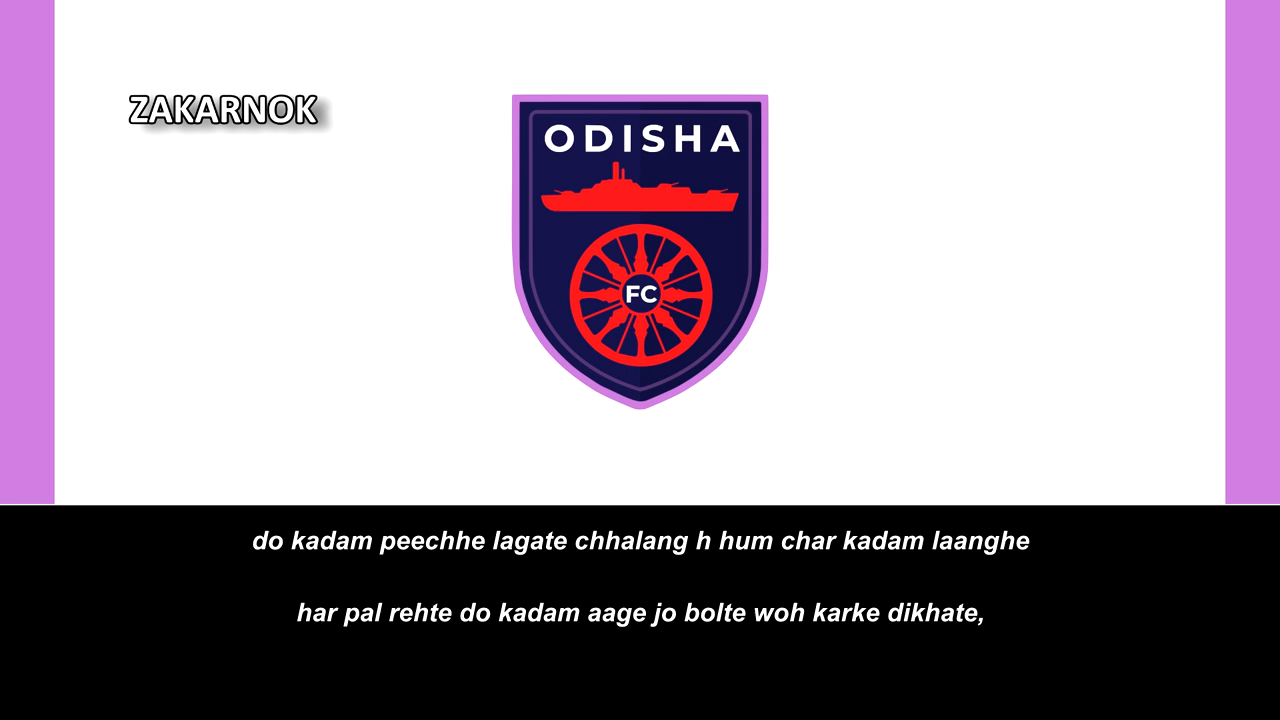 ZAKARNOK
ODISHA
FC
do kadam peechhe lagate chhalang h hum char kadam laanghe
har pal rehte do kadam aage jo bolte woh karke dikhate,